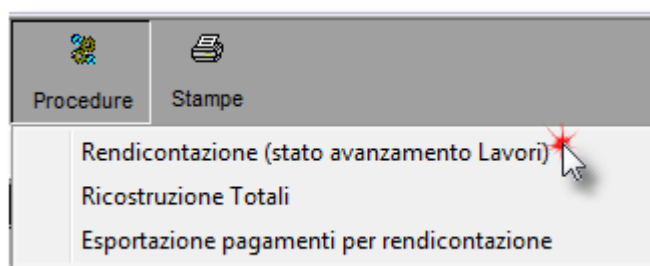 Procedure Stampe
Rendicontazione (stato avanzamento Lavori)
Ricostruzione Totali
Esportazione pagamenti per rendicontazione